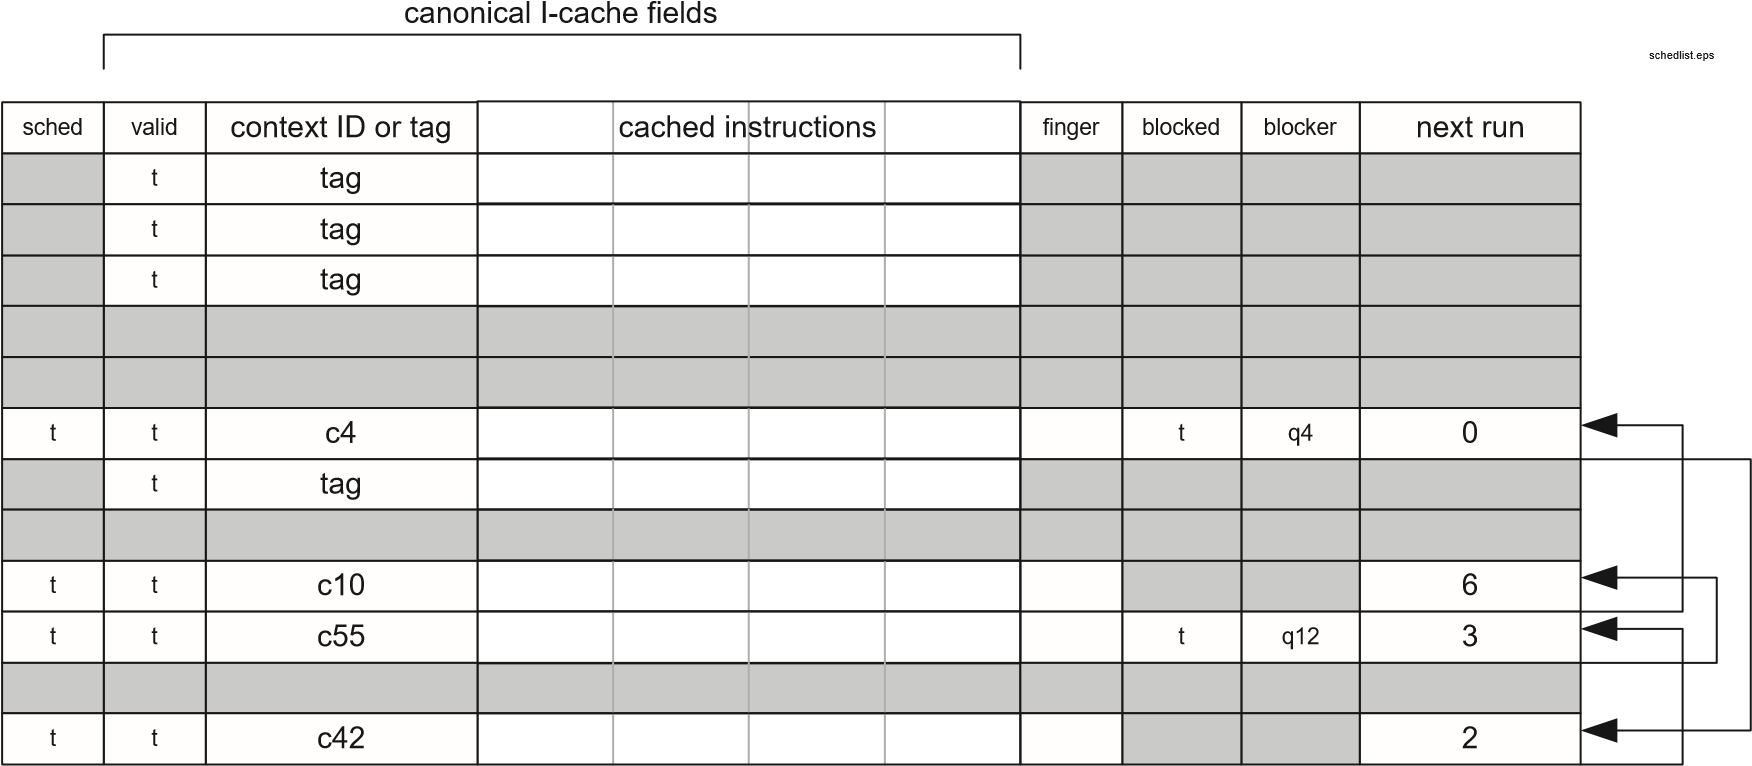 canonical I-cache fields
schedlist.eps
sched valid context ID or tag cached instructions finger blocked blocker next run
t tag
t tag
t tag
t t c4 t q4 0
t tag
t t c10 6
t t c55 t q12 3
t t c42 2